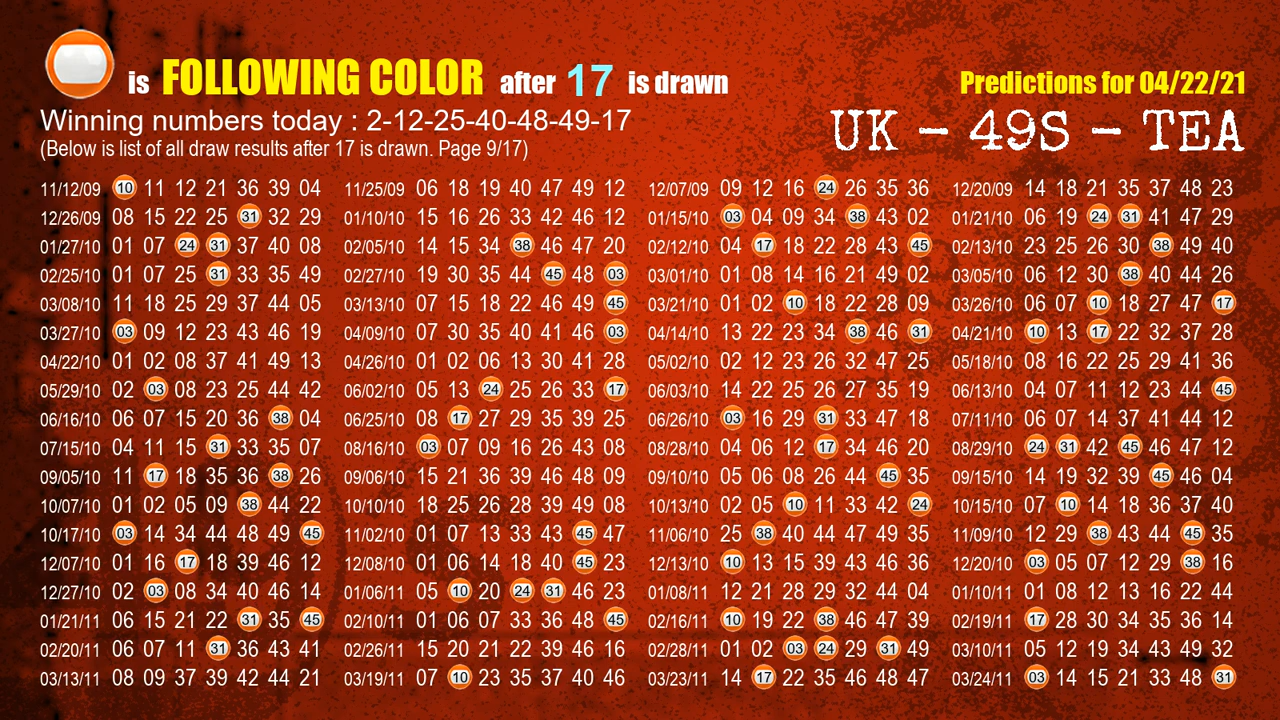 is FOLLOWING COLOR after 17 is drawn
Predictions for 04/22/21
Winning numbers today : 2-12-25-40-48-49-17
UK - 49S - TEA
(Below is list of all draw results after 17 is drawn. Page 9/17)
11/12/09 10 11 12 21 36 39 04 11/25/09 06 18 19 40 47 49 12 12/07/09 09 12 16 24 26 35 36 12/20/09 14 18 21 35 37 48 23
12/26/09 08 15 22 25 31 32 29 01/10/10 15 16 26 33 42 46 12 01/15/10 03 04 09 34 38 43 02 01/21/10 06 19 24 31 41 47 29
01/27/10 01 07 24 31 37 40 08 02/05/10 14 15 34 38 46 47 20 02/12/10 04 17 18 22 28 43 45 02/13/10 23 25 26 30 38 49 40
02/25/10 01 07 25 31 33 35 49 02/27/10 19 30 35 44 45 48 03 03/01/10 01 08 14 16 21 49 02 03/05/10 06 12 30 38 40 44 26
03/08/10 11 18 25 29 37 44 05 03/13/10 07 15 18 22 46 49 45 03/21/10 01 02 10 18 22 28 09 03/26/10 06 07 10 18 27 47 17
03/27/10 03 09 12 23 43 46 19 04/09/10 07 30 35 40 41 46 03 04/14/10 13 22 23 34 38 46 31 04/21/10 10 13 17 22 32 37 28
04/22/10 01 02 08 37 41 49 13 04/26/10 01 02 06 13 30 41 28 05/02/10 02 12 23 26 32 47 25 05/18/10 08 16 22 25 29 41 36
05/29/10 02 03 08 23 25 44 42 06/02/10 05 13 24 25 26 33 17 06/03/10 14 22 25 26 27 35 19 06/13/10 04 07 11 12 23 44 45
06/16/10 06 07 15 20 36 38 04 06/25/10 08 17 27 29 35 39 25 06/26/10 03 16 29 31 33 47 18 07/11/10 06 07 14 37 41 44 12
07/15/10 04 11 15 31 33 35 07 08/16/10 03 07 09 16 26 43 08 08/28/10 04 06 12 17 34 46 20 08/29/10 24 31 42 45 46 47 12
09/05/10 11 17 18 35 36 38 26 09/06/10 15 21 36 39 46 48 09 09/13/10 05 06 08 26 44 45 35 09/15/10 14 19 32 39 45 46 04
10/07/10 01 02 05 09 38 44 22 10/10/10 18 25 26 28 39 49 08 10/13/10 02 05 10 11 33 42 24 10/15/10 07 10 14 18 36 37 40
10/17/10 03 14 34 44 48 49 45 11/02/10 01 07 13 33 43 45 47 11/06/10 25 38 40 44 47 49 35 11/09/10 12 29 38 43 44 45 35
12/07/10 01 16 17 18 39 46 12 12/08/10 01 06 14 18 40 45 23 12/13/10 10 13 15 39 43 46 36 12/20/10 03 05 07 12 29 38 16
12/27/10 02 03 08 34 40 46 14 01/06/11 05 10 20 24 31 46 23 01/08/11 12 21 28 29 32 44 04 01/10/11 01 08 12 13 16 22 44
01/21/11 06 15 21 22 31 35 45 02/10/11 01 06 07 33 36 48 45 02/16/11 10 19 22 38 46 47 39 02/19/11 17 28 30 34 35 36 14
02/20/11 06 07 11 31 36 43 41 02/26/11 15 20 21 22 39 46 16 02/28/11 01 02 03 24 29 31 49 03/10/11 05 12 34 43 44 49 32
03/13/11 08 09 37 39 42 44 21 03/19/11 07 10 23 35 37 40 46 03/23/11 14 17 22 35 46 48 47 03/24/11 03 14 15 21 33 48 31